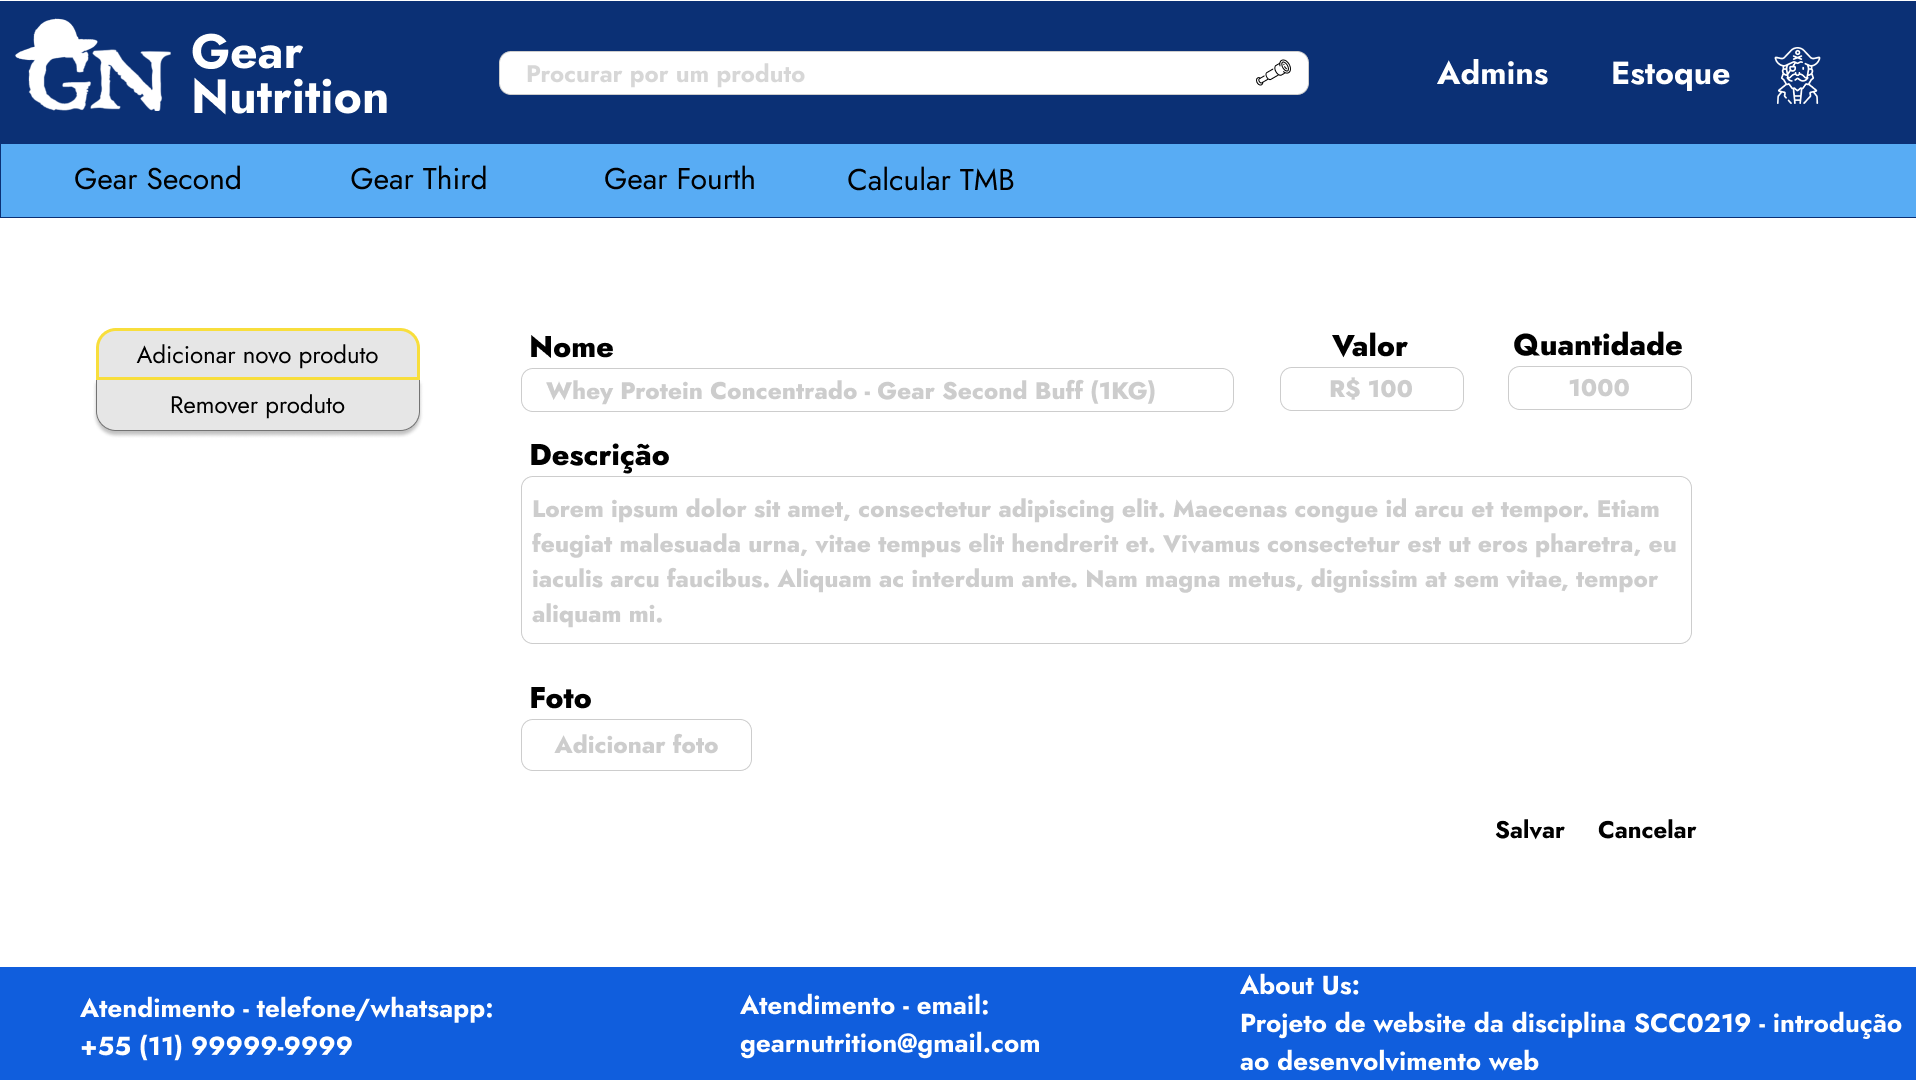 GN
Gear
Nutrition
Procurar por um produto
Admins
Estoque
Gear Second
Gear Third
Gear Fourth
Calcular TMB
Adicionar novo produto
Remover produto
Nome
Whey Protein Concentrado - Gear Second Buff (1KG)
Valor
R$ 100
Quantidade
1000
Descrição
Lorem ipsum dolor sit amet, consectetur adipiscing elit. Maecenas congue id arcu et tempor. Etiam
feugiat malesuada urna, vitae tempus elit hendrerit et. Vivamus consectetur est ut eros pharetra, eu
iaculis arcu faucibus. Aliquam ac interdum ante. Nam magna metus, dignissim at sem vitae, tempor
aliquam mi.
Foto
Adicionar foto
Salvar
Cancelar
Atendimento - telefone/whatsapp:
+55 (11) 99999-9999
Atendimento - email:
gearnutrition@gmail.com
About Us:
Projeto de website da disciplina SCC0219 - introdução
ao desenvolvimento web